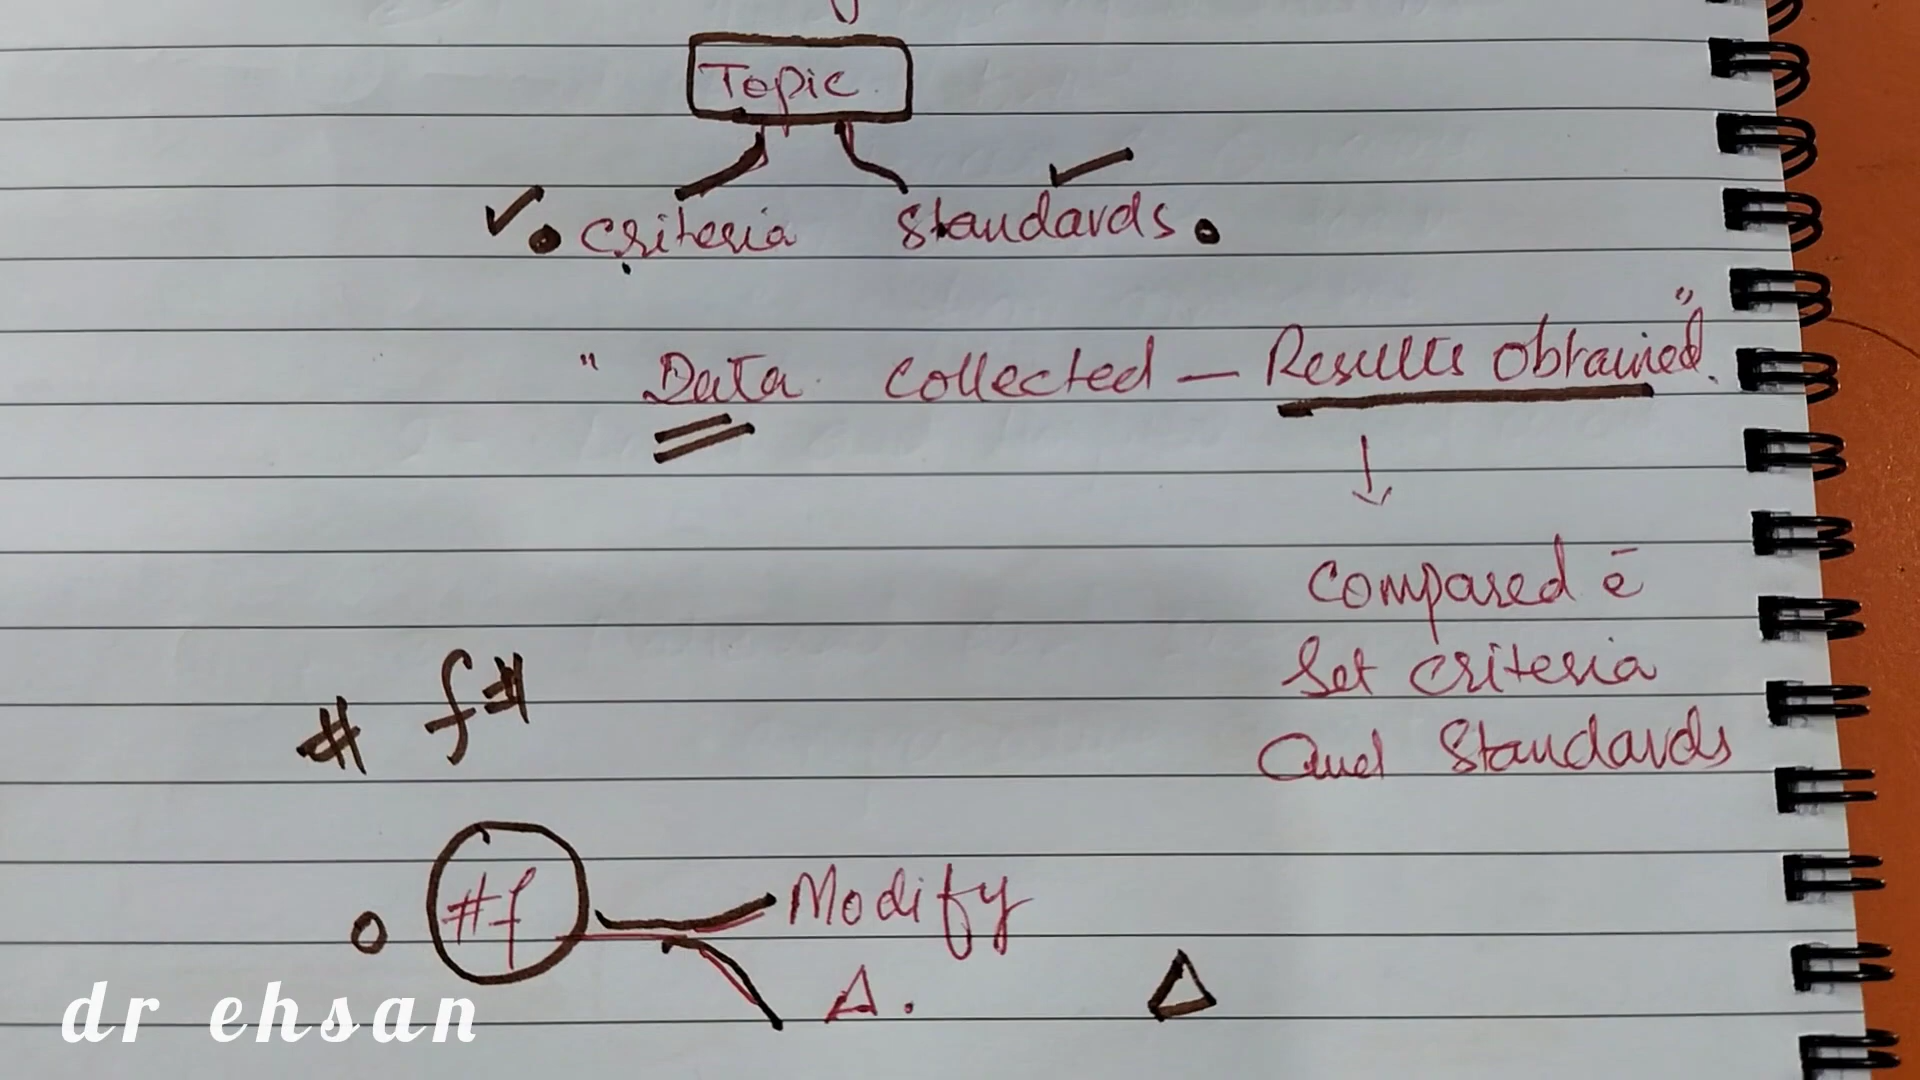 Topic
criteria standards.
" Data collected — Results obtained."
↓
Compared c̄
Set criteria
and Standards
# f#
#f Modify
Δ. Δ
dr ehsan